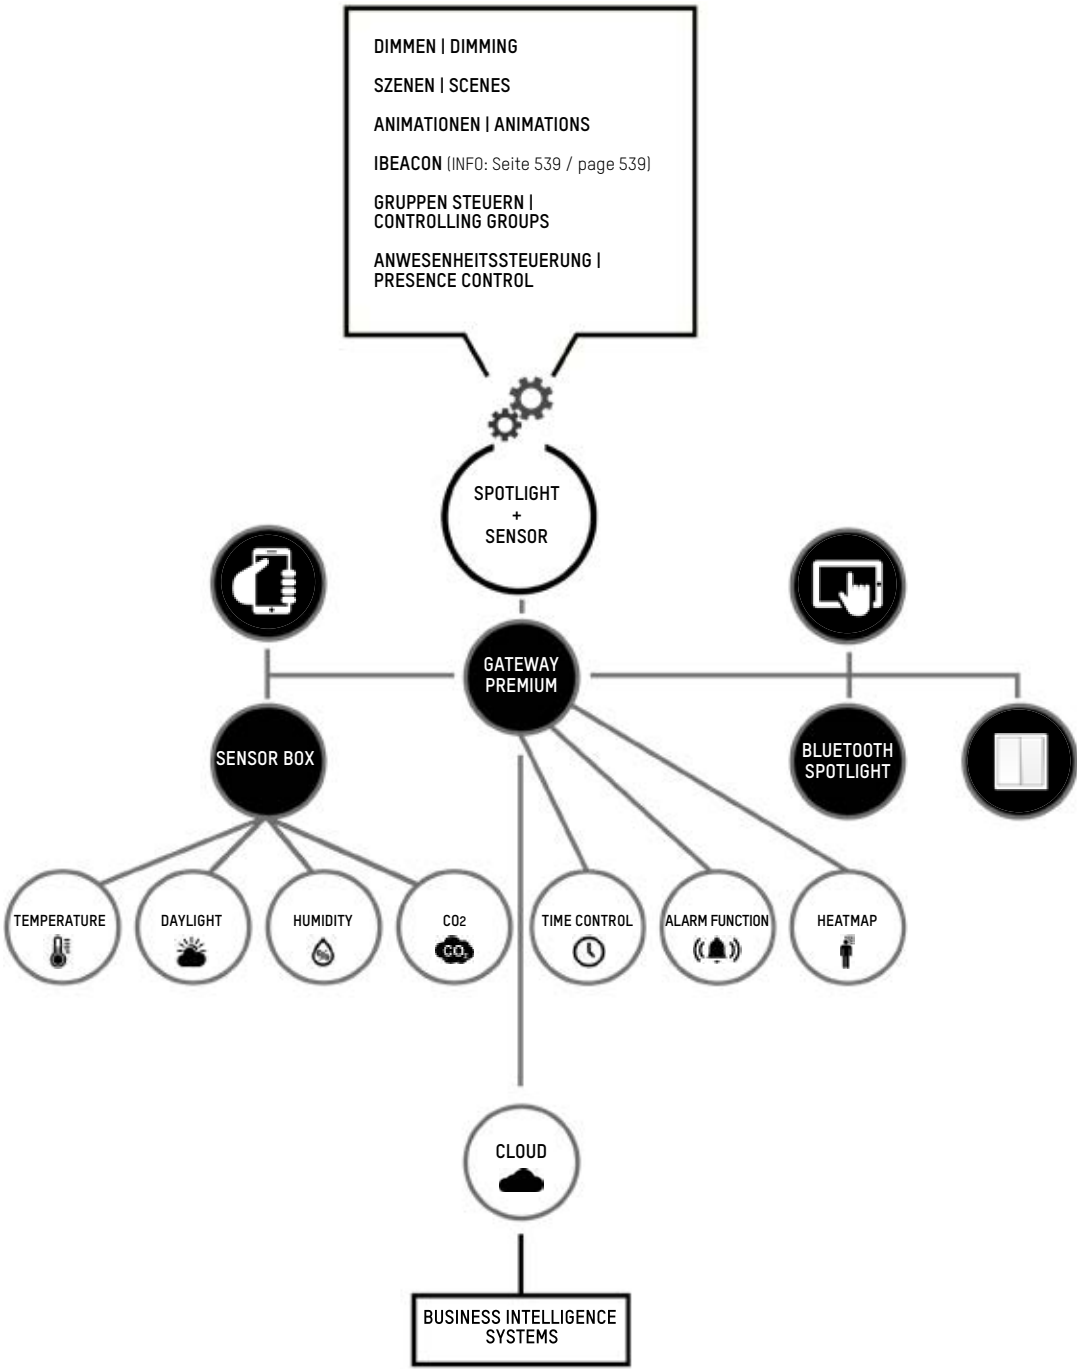 DIMMEN | DIMMING
SZENEN | SCENES
ANIMATIONEN | ANIMATIONS
IBEACON (INFO: Seite 539 / page 539)
GRUPPEN STEUERN |
CONTROLLING GROUPS
ANWESENHEITSSTEUERUNG |
PRESENCE CONTROL
SPOTLIGHT
+
SENSOR
GATEWAY
PREMIUM
SENSOR BOX
BLUETOOTH
SPOTLIGHT
TEMPERATURE
DAYLIGHT
HUMIDITY
%
CO2
CO₂
TIME CONTROL
ALARM FUNCTION
HEATMAP
CLOUD
BUSINESS INTELLIGENCE
SYSTEMS